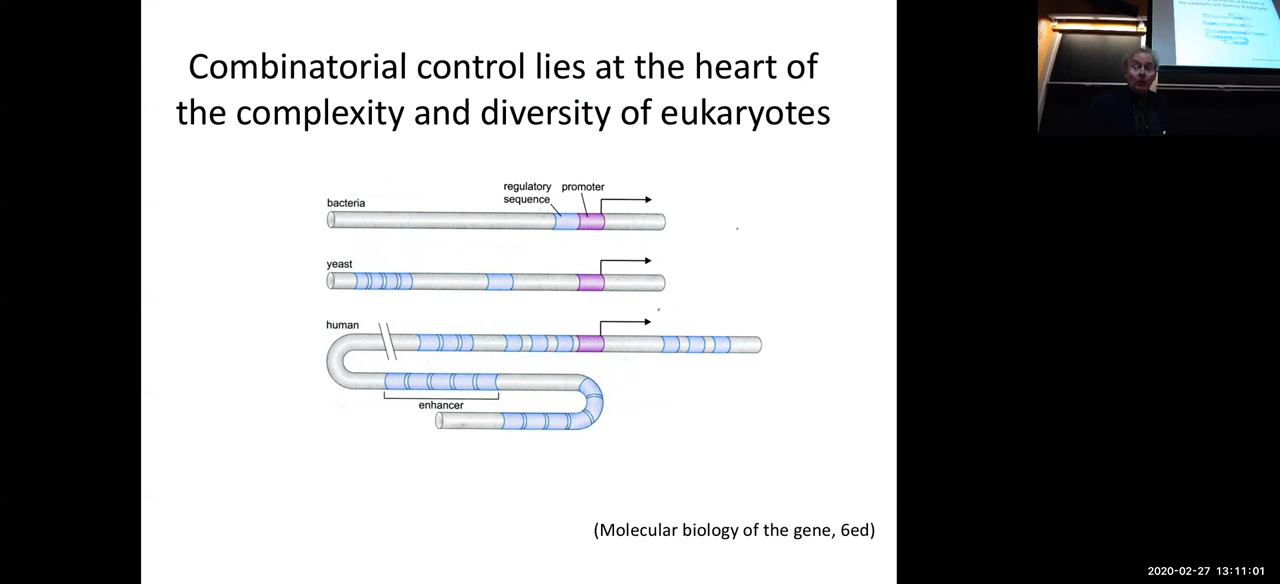 Combinatorial control lies at the heart of
the complexity and diversity of eukaryotes
regulatory promoter
sequence
bacteria
yeast
human
enhancer
(Molecular biology of the gene, 6ed)
2020-02-27 13:11:01